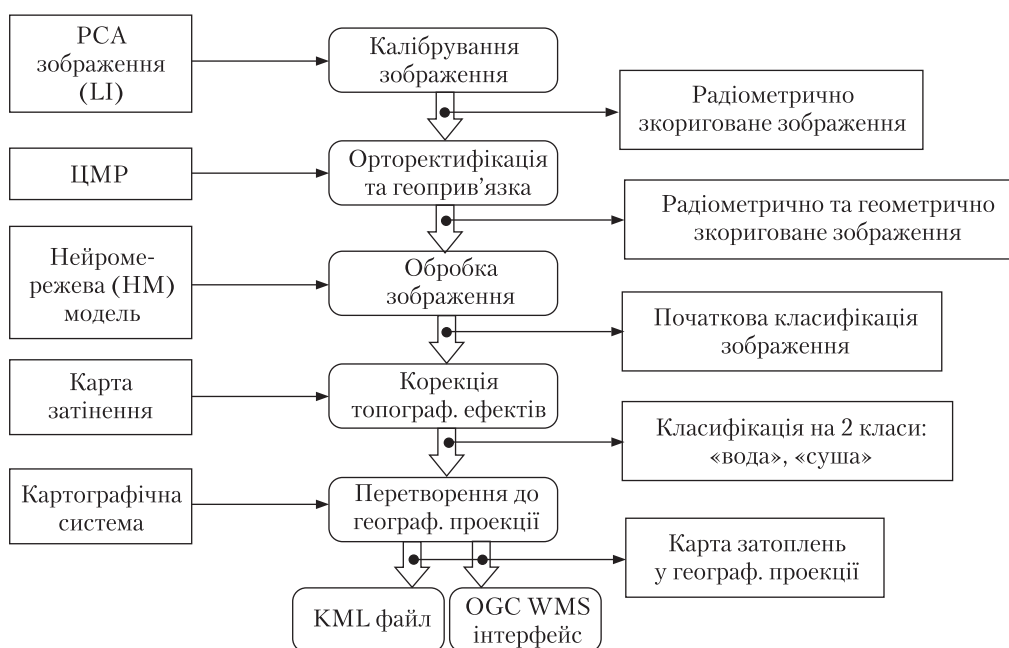 РСА
зображення
(LI)
Калібрування
зображення
Радіометрично
зкориговане зображення
ЦМР
Орторектифікація
та геоприв’язка
Радіометрично та геометрично
зкориговане зображення
Нейроме-
режева (НМ)
модель
Обробка
зображення
Початкова класифікація
зображення
Карта
затінення
Корекція
топограф. ефектів
Класифікація на 2 класи:
«вода», «суша»
Картографічна
система
Перетворення до
географ. проекції
Карта затоплень
у географ. проекції
KML файл
OGC WMS
інтерфейс